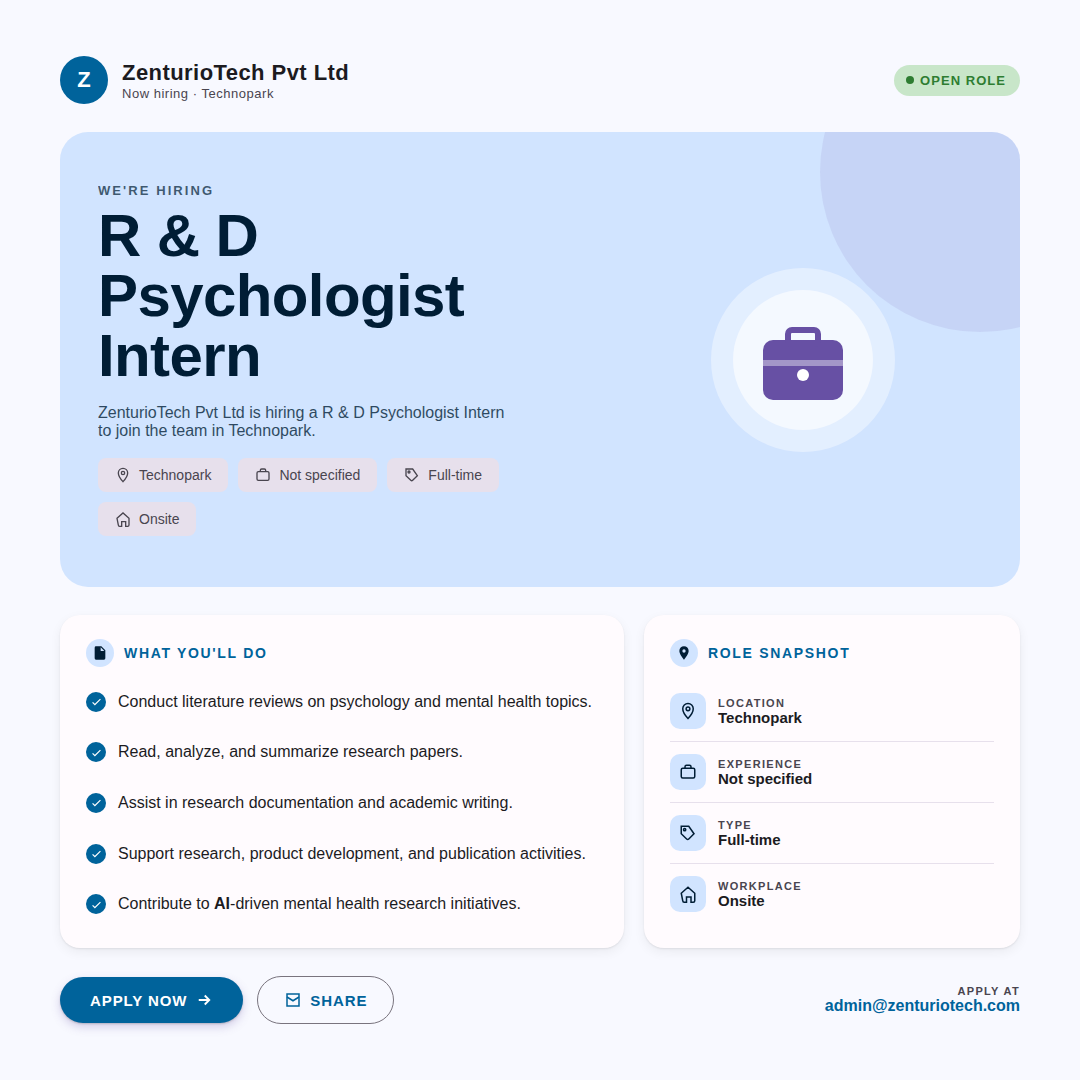 Z
ZenturioTech Pvt Ltd
Now hiring · Technopark
OPEN ROLE
WE'RE HIRING
R & D
Psychologist
Intern
ZenturioTech Pvt Ltd is hiring a R & D Psychologist Intern
to join the team in Technopark.
Technopark
Not specified
Full-time
Onsite
WHAT YOU'LL DO
Conduct literature reviews on psychology and mental health topics.
Read, analyze, and summarize research papers.
Assist in research documentation and academic writing.
Support research, product development, and publication activities.
Contribute to AI-driven mental health research initiatives.
ROLE SNAPSHOT
LOCATION
Technopark
EXPERIENCE
Not specified
TYPE
Full-time
WORKPLACE
Onsite
APPLY NOW
SHARE
APPLY AT
admin@zenturiotech.com